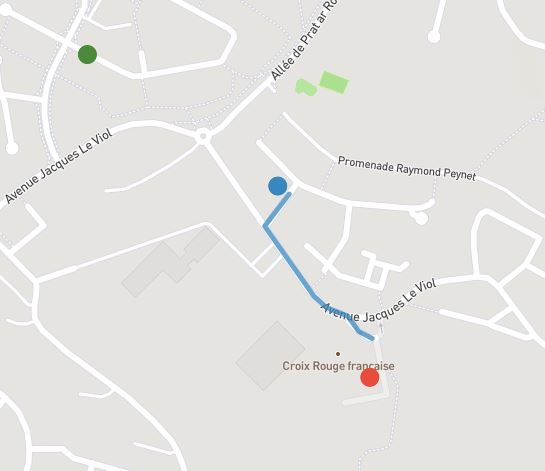 Allée de Prat ar Ro
Avenue Jacques Le Viol
Promenade Raymond Peynet
Avenue Jacques Le Viol
Croix Rouge française